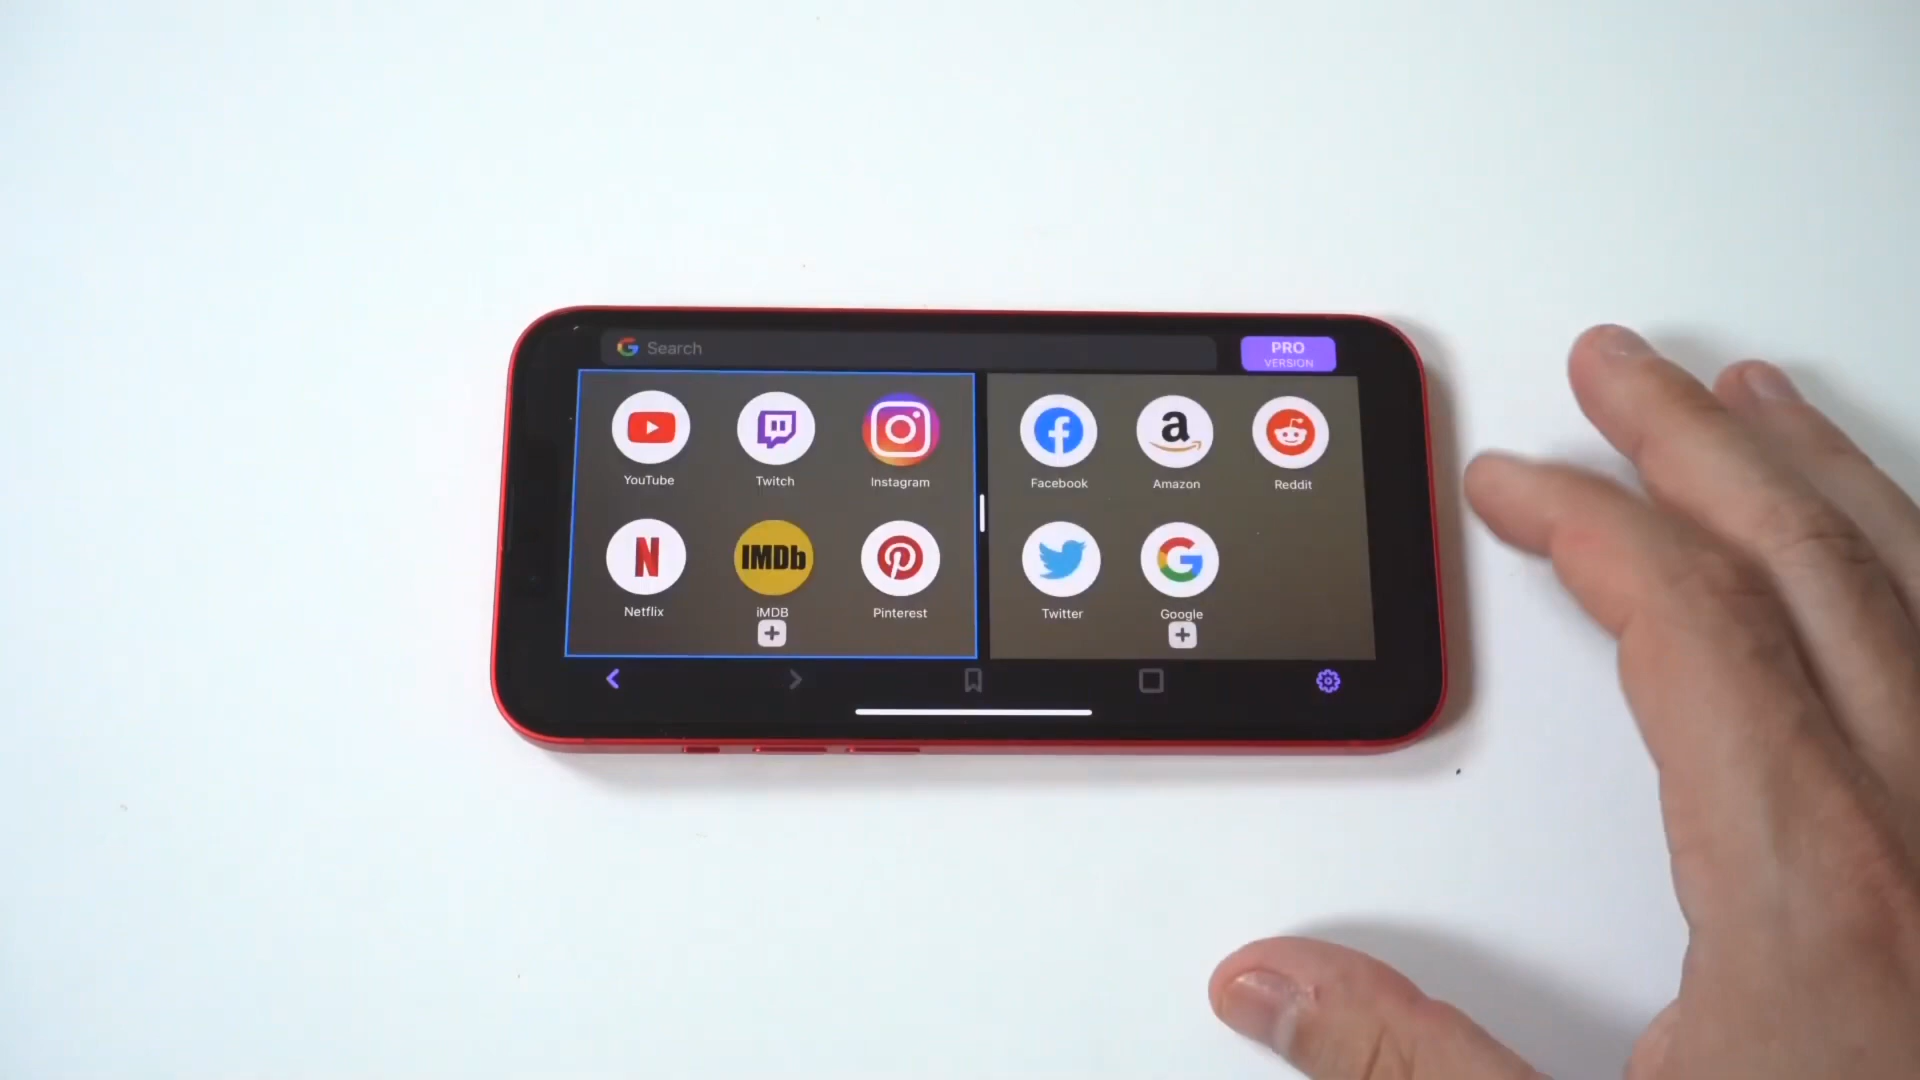 Search
PRO
VERSION
YouTube
Twitch
Instagram
Facebook
a
Amazon
Reddit
N
Netflix
IMDb
iMDB
Pinterest
Twitter
Google